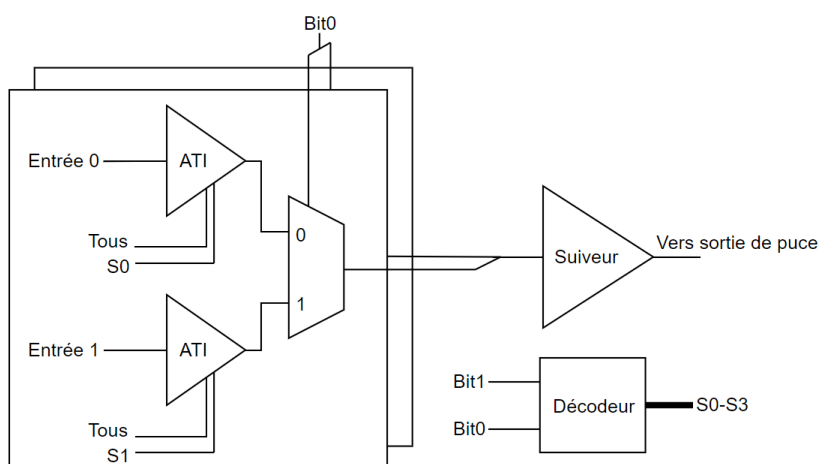 Bit0
Entrée 0
ATI
Tous
S0
0
1
Entrée 1
ATI
Tous
S1
Suiveur
Vers sortie de puce
Bit1
Bit0
Décodeur
S0-S3